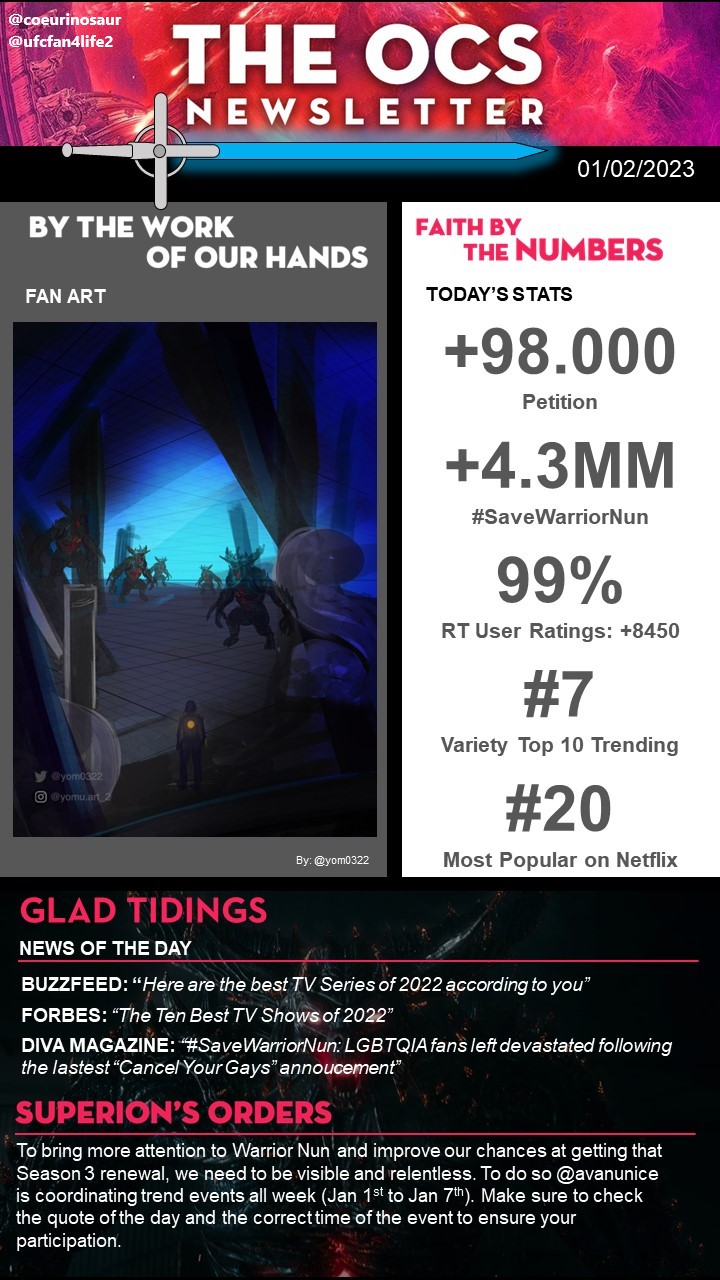 @coeurinosaur
@ufcfan4life2
THE OCS
NEWSLETTER
01/02/2023
BY THE WORK
OF OUR HANDS
FAN ART
@yom0322
@yomu.art_2
By: @yom0322
FAITH BY
THE NUMBERS
TODAY'S STATS
+98.000
Petition
+4.3MM
#SaveWarriorNun
99%
RT User Ratings: +8450
#7
Variety Top 10 Trending
#20
Most Popular on Netflix
GLAD TIDINGS
NEWS OF THE DAY
BUZZFEED: “Here are the best TV Series of 2022 according to you”
FORBES: “The Ten Best TV Shows of 2022”
DIVA MAGAZINE: “#SaveWarriorNun: LGBTQIA fans left devastated following
the lastest “Cancel Your Gays” annoucement”
SUPERION'S ORDERS
To bring more attention to Warrior Nun and improve our chances at getting that
Season 3 renewal, we need to be visible and relentless. To do so @avanunice
is coordinating trend events all week (Jan 1st to Jan 7th). Make sure to check
the quote of the day and the correct time of the event to ensure your
participation.